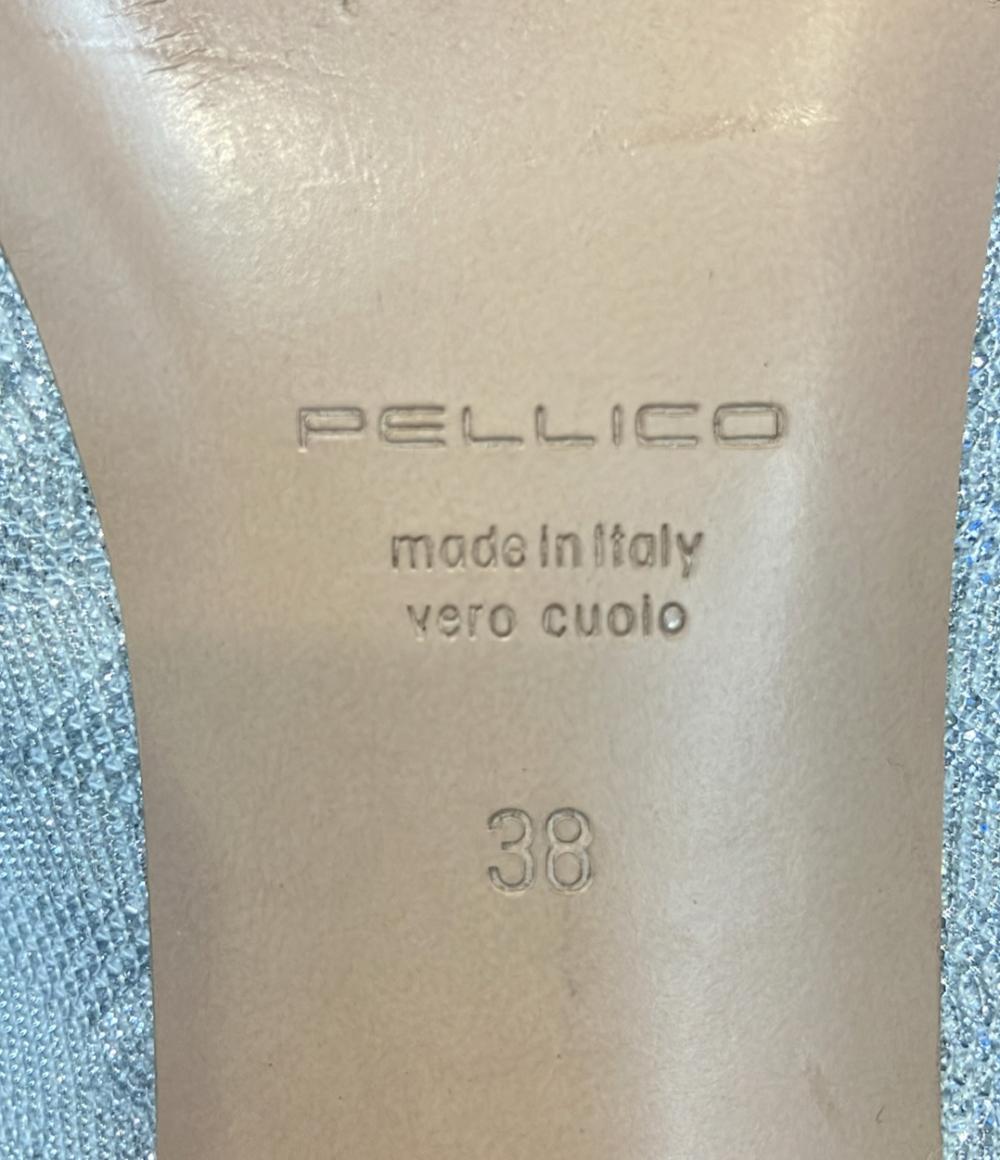 PELLICO
made in italy
vero cuoio
38